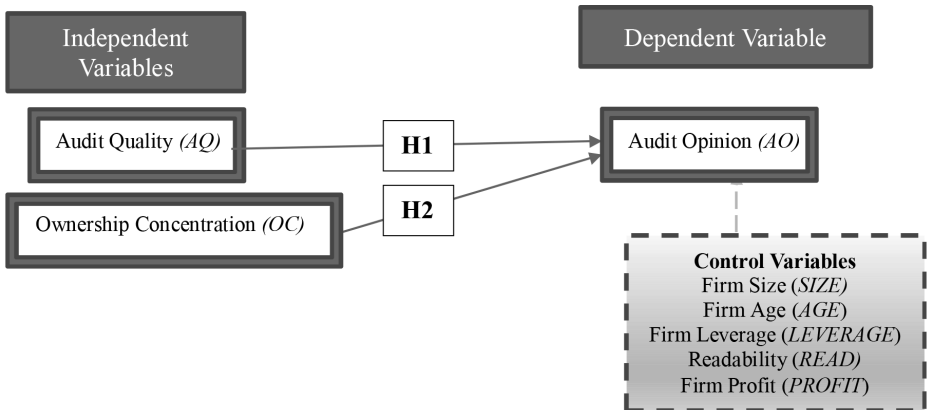 Independent
Variables
Dependent Variable
Audit Quality (AQ)
H1
Audit Opinion (AO)
Ownership Concentration (OC)
H2
Control Variables
Firm Size (SIZE)
Firm Age (AGE)
Firm Leverage (LEVERAGE)
Readability (READ)
Firm Profit (PROFIT)